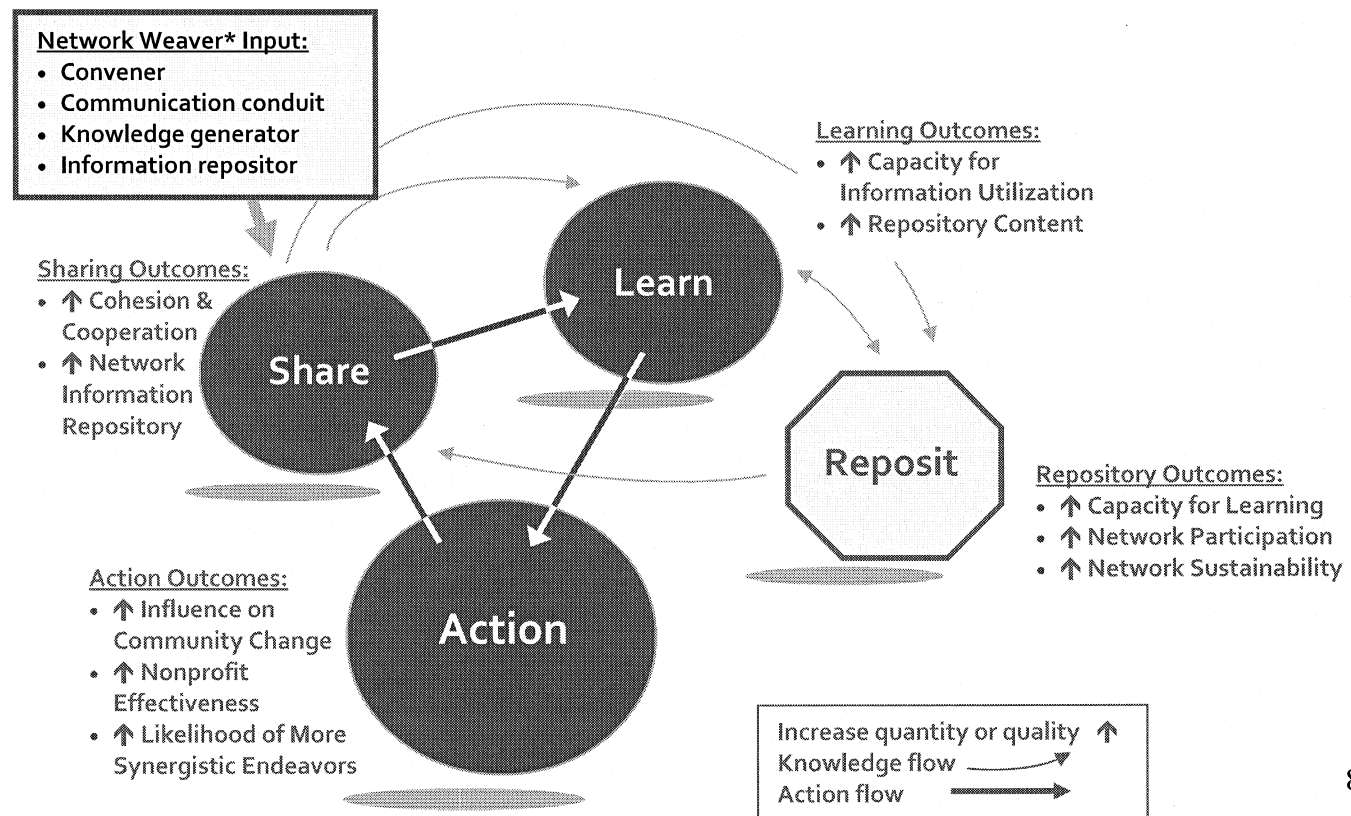 Network Weaver* Input:
• Convener
• Communication conduit
• Knowledge generator
• Information repositor
Learning Outcomes:
• ↑ Capacity for
Information Utilization
• ↑ Repository Content
Sharing Outcomes:
• ↑ Cohesion &
Cooperation
• ↑ Network
Information
Repository
Learn
Share
Reposit
Repository Outcomes:
• ↑ Capacity for Learning
• ↑ Network Participation
• ↑ Network Sustainability
Action Outcomes:
• ↑ Influence on
Community Change
• ↑ Nonprofit
Effectiveness
• ↑ Likelihood of More
Synergistic Endeavors
Action
Increase quantity or quality ↑
Knowledge flow
Action flow